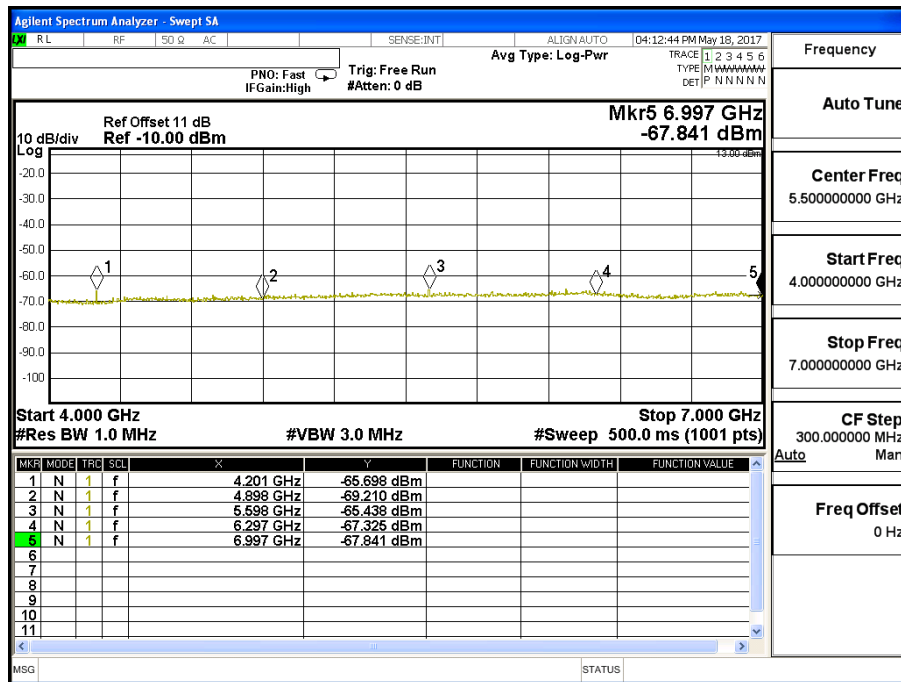 Agilent Spectrum Analyzer - Swept SA
LXI RL RF 50 Ω AC SENSE:INT ALIGN AUTO 04:12:44 PM May 18, 2017
Avg Type: Log-Pwr TRACE 1 2 3 4 5 6
PNO: Fast Trig: Free Run TYPE M WWWWW
IFGain:High #Atten: 0 dB DET P N N N N N
Ref Offset 11 dB Mkr5 6.997 GHz
10 dB/div Ref -10.00 dBm -67.841 dBm
Log
-13.00 dBm
-20.0
-30.0
-40.0
-50.0
-60.0
-70.0
-80.0
-90.0
-100
1 2 3 4 5
Start 4.000 GHz Stop 7.000 GHz
#Res BW 1.0 MHz #VBW 3.0 MHz #Sweep 500.0 ms (1001 pts)
MKR MODE TRC SCL X Y FUNCTION FUNCTION WIDTH FUNCTION VALUE
1 N 1 f 4.201 GHz -65.698 dBm
2 N 1 f 4.898 GHz -69.210 dBm
3 N 1 f 5.598 GHz -65.438 dBm
4 N 1 f 6.297 GHz -67.325 dBm
5 N 1 f 6.997 GHz -67.841 dBm
6
7
8
9
10
11
MSG STATUS
Frequency
Auto Tune
Center Freq
5.500000000 GHz
Start Freq
4.000000000 GHz
Stop Freq
7.000000000 GHz
CF Step
300.000000 MHz
Auto Man
Freq Offset
0 Hz